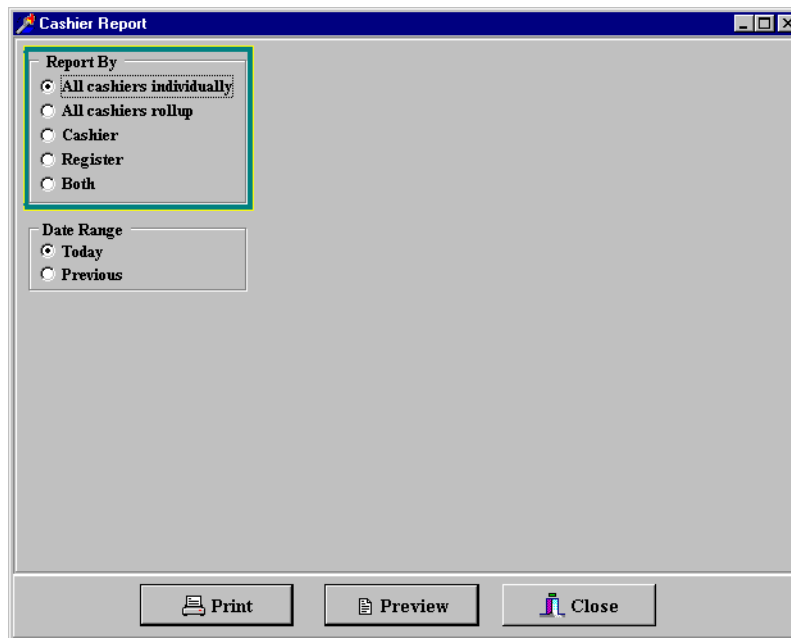 Cashier Report
Report By
All cashiers individually
All cashiers rollup
Cashier
Register
Both
Date Range
Today
Previous
Print Preview Close